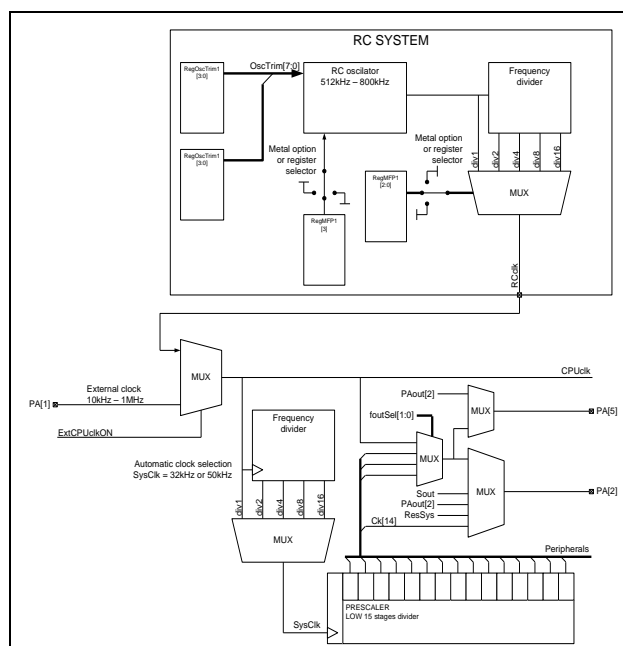 RC SYSTEM
RegOscTrim1
[3:0]
OscTrim[7:0]
RC oscilator
512kHz – 800kHz
Frequency
divider
RegOscTrim1
[3:0]
Metal option
or register
selector
Metal option
or register
selector
div1
div2
div4
div8
div16
RegMFP1
[2:0]
MUX
RegMFP1
[3]
RCclk
MUX
CPUclk
External clock
10kHz – 1MHz
PA[1]
ExtCPUclkON
PAout[2]
foutSel[1:0]
MUX
PA[5]
Frequency
divider
Automatic clock selection
SysClk = 32kHz or 50kHz
MUX
MUX
Sout
PAout[2]
ResSys
Ck[14]
PA[2]
div1
div2
div4
div8
div16
MUX
Peripherals
PRESCALER
LOW 15 stages divider
SysClk